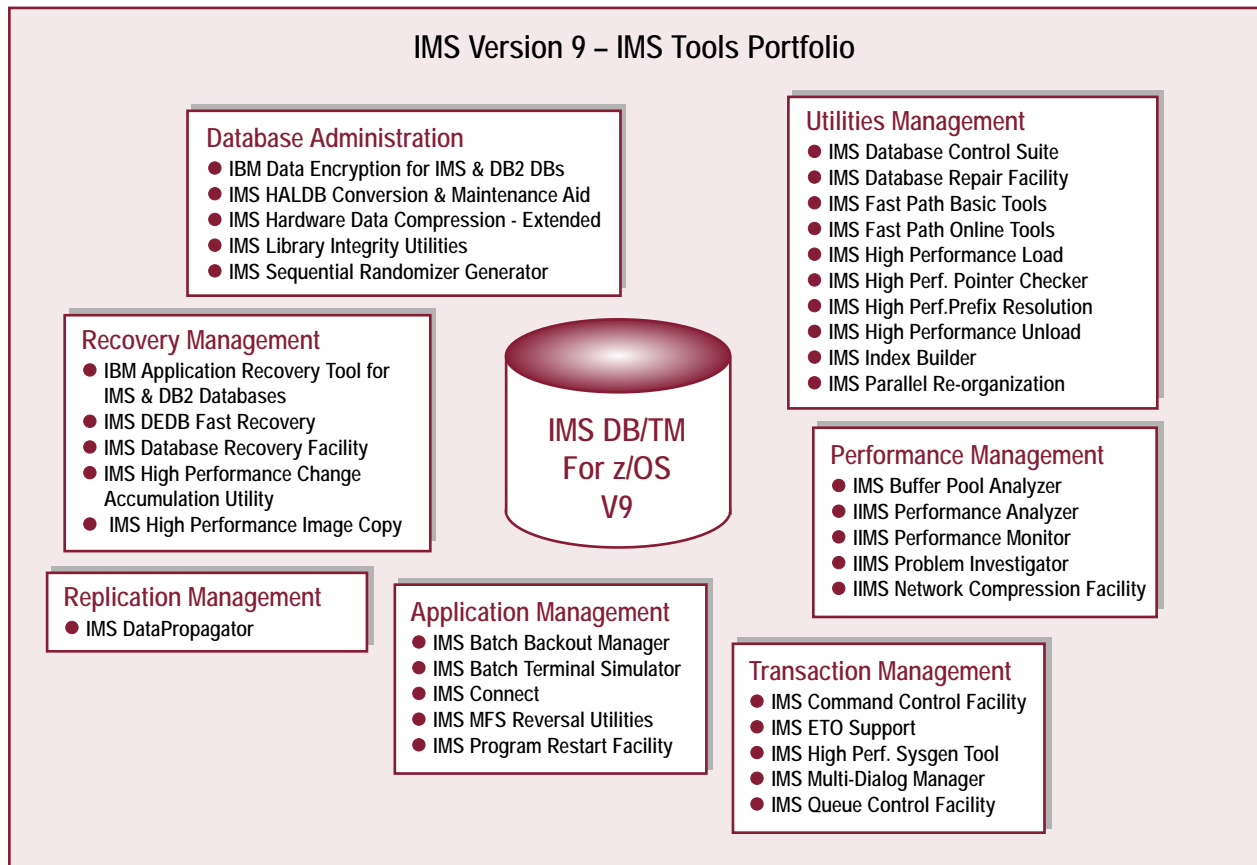 IMS Version 9 – IMS Tools Portfolio
Database Administration
IBM Data Encryption for IMS & DB2 DBs
IMS HALDB Conversion & Maintenance Aid
IMS Hardware Data Compression - Extended
IMS Library Integrity Utilities
IMS Sequential Randomizer Generator
Utilities Management
IMS Database Control Suite
IMS Database Repair Facility
IMS Fast Path Basic Tools
IMS Fast Path Online Tools
IMS High Performance Load
IMS High Perf. Pointer Checker
IMS High Perf.Prefix Resolution
IMS High Performance Unload
IMS Index Builder
IMS Parallel Re-organization
Recovery Management
IBM Application Recovery Tool for
IMS & DB2 Databases
IMS DEDB Fast Recovery
IMS Database Recovery Facility
IMS High Performance Change
Accumulation Utility
IMS High Performance Image Copy
IMS DB/TM
For z/OS
V9
Performance Management
IMS Buffer Pool Analyzer
IIMS Performance Analyzer
IIMS Performance Monitor
IIMS Problem Investigator
IIMS Network Compression Facility
Replication Management
IMS DataPropagator
Application Management
IMS Batch Backout Manager
IMS Batch Terminal Simulator
IMS Connect
IMS MFS Reversal Utilities
IMS Program Restart Facility
Transaction Management
IMS Command Control Facility
IMS ETO Support
IMS High Perf. Sysgen Tool
IMS Multi-Dialog Manager
IMS Queue Control Facility